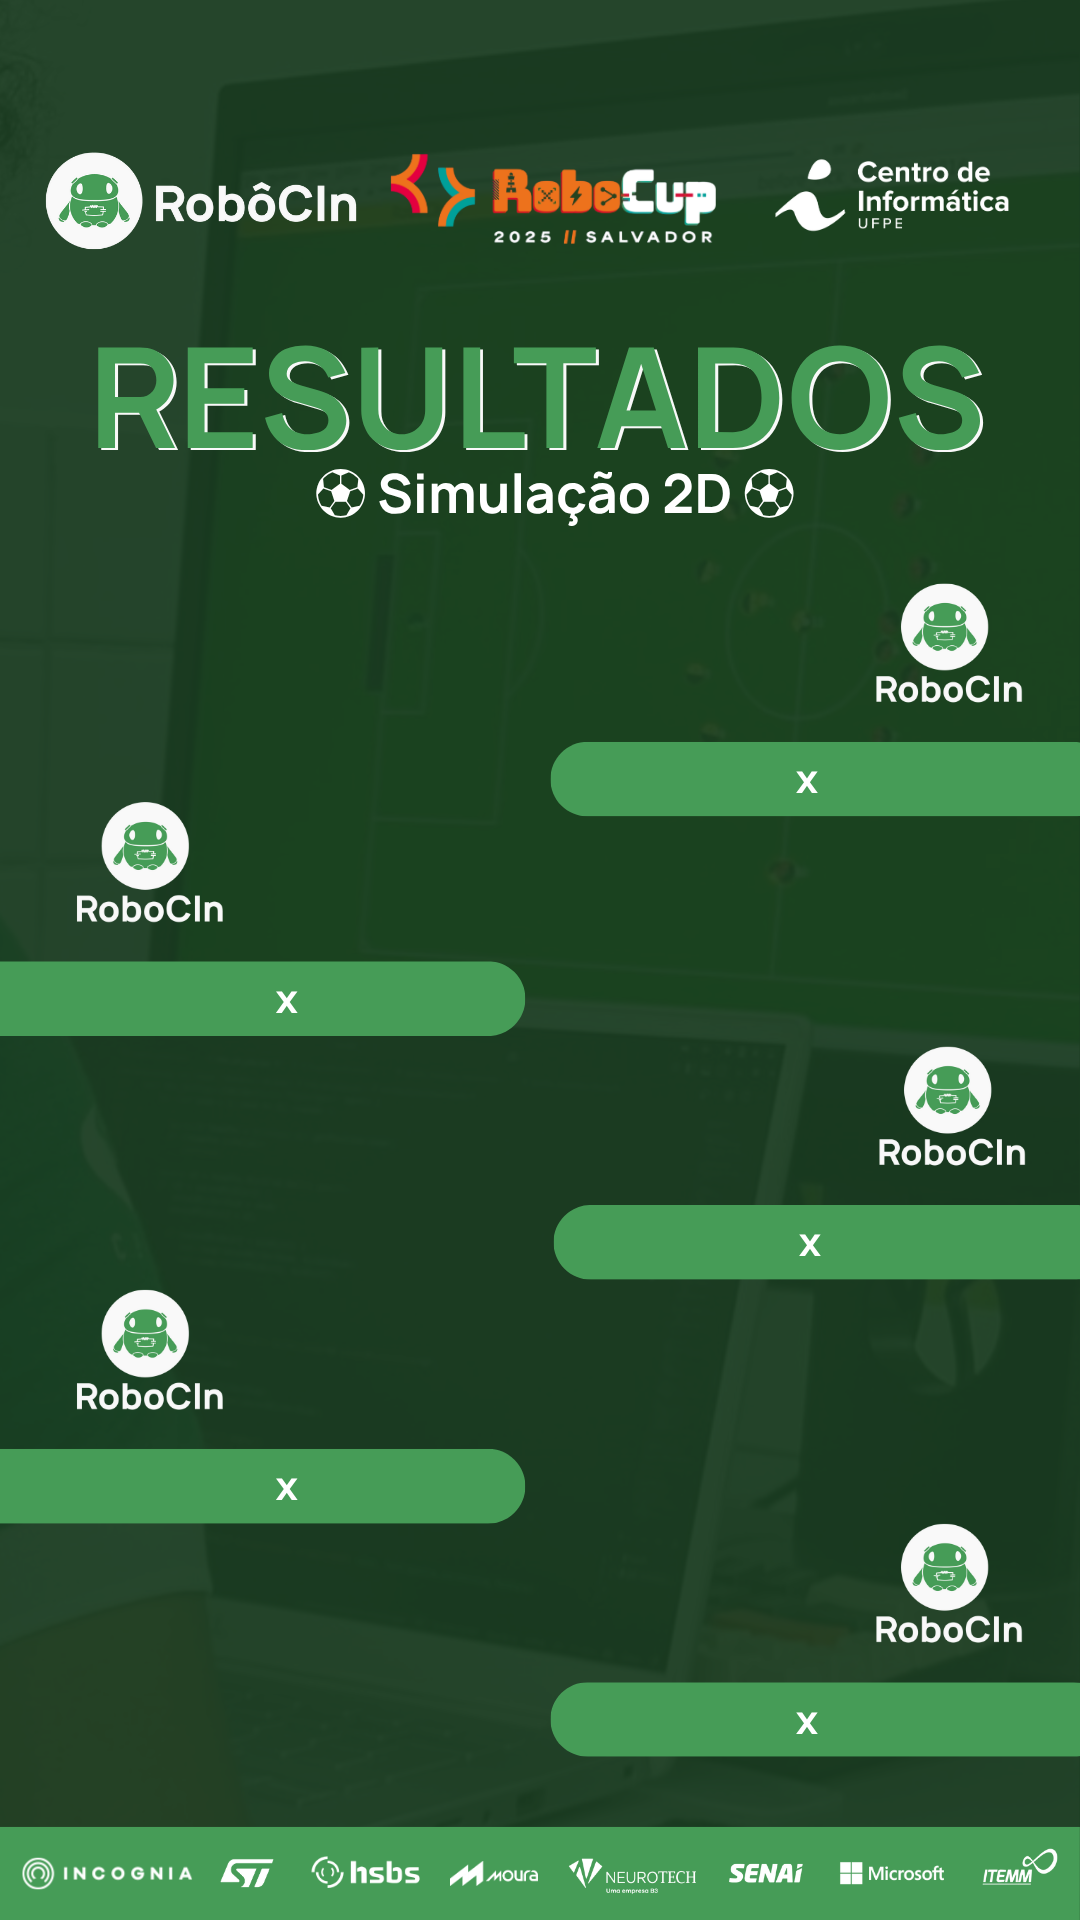 RobôCIn
RoboCup
2025 // SALVADOR
Centro de
Informática
UFPE
RESULTADOS
Simulação 2D
RoboCIn
x
RoboCIn
x
RoboCIn
x
RoboCIn
x
RoboCIn
x
INCOGNIA
ST
hsbs
moura
NEUROTECH
Uma empresa B3
SENAI
Microsoft
ITEMM